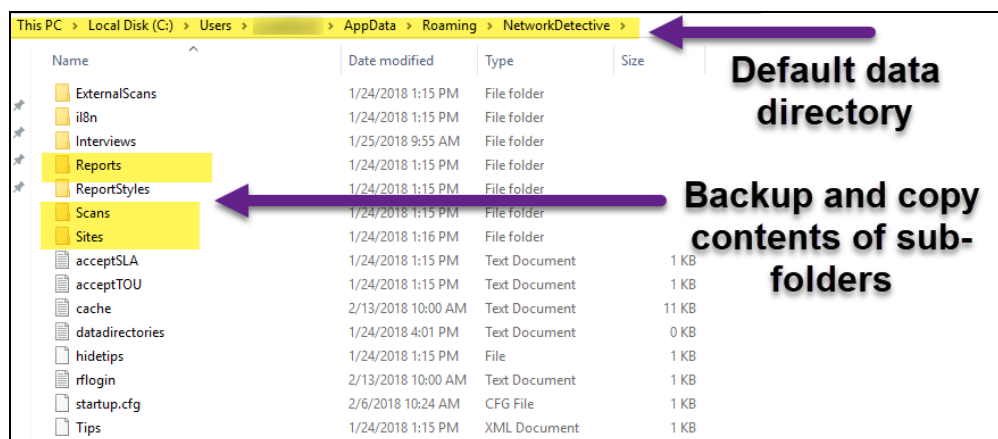 This PC > Local Disk (C:) > Users > > AppData > Roaming > NetworkDetective >
Name Date modified Type Size
ExternalScans 1/24/2018 1:15 PM File folder
il8n 1/24/2018 1:15 PM File folder
Interviews 1/25/2018 9:55 AM File folder
Reports 1/24/2018 1:15 PM File folder
ReportStyles 1/24/2018 1:15 PM File folder
Scans 1/24/2018 1:15 PM File folder
Sites 1/24/2018 1:16 PM File folder
acceptSLA 1/24/2018 1:15 PM Text Document 1 KB
acceptTOU 1/24/2018 1:15 PM Text Document 1 KB
cache 2/13/2018 10:00 AM Text Document 11 KB
datadirectories 1/24/2018 4:01 PM Text Document 0 KB
hidetips 1/24/2018 1:15 PM File 1 KB
rflogin 2/13/2018 10:00 AM Text Document 1 KB
startup.cfg 2/6/2018 10:24 AM CFG File 1 KB
Tips 1/24/2018 1:15 PM XML Document 1 KB
Default data
directory
Backup and copy
contents of sub-
folders